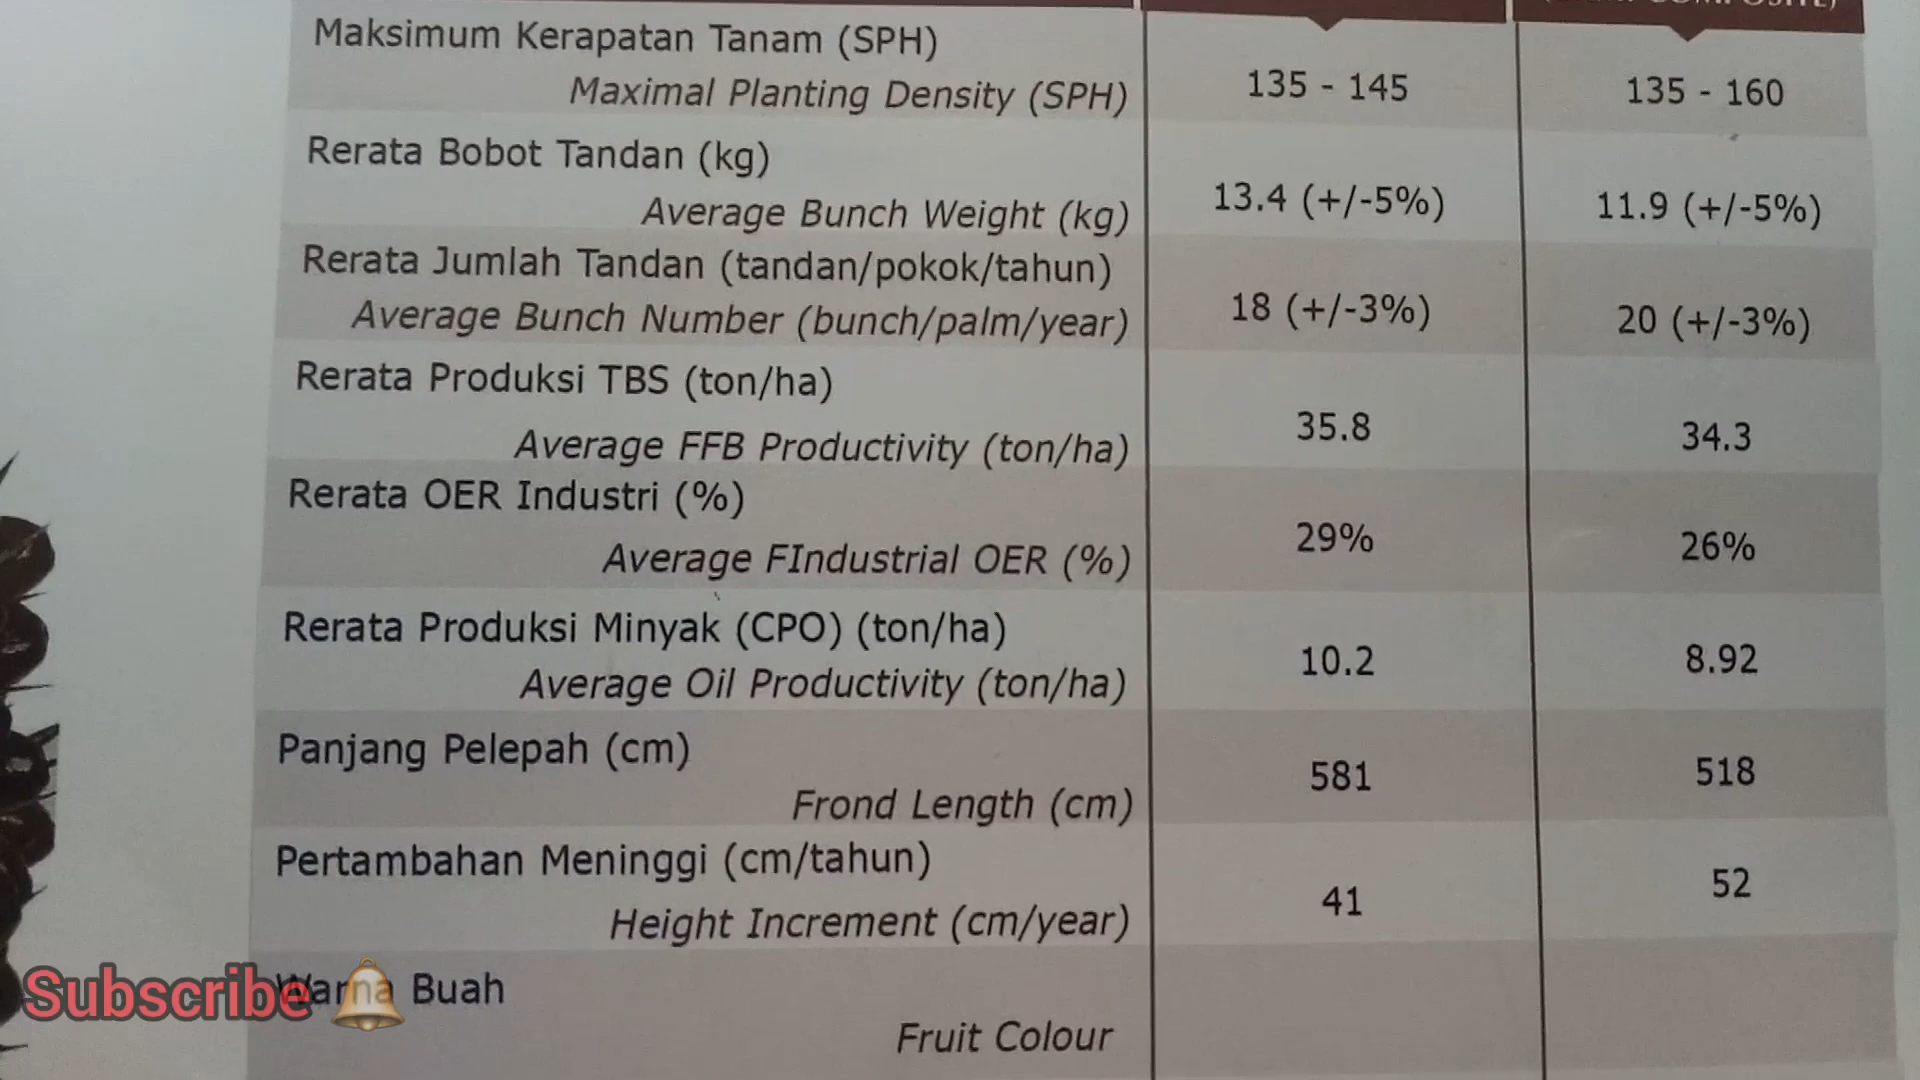 Maksimum Kerapatan Tanam (SPH)
Maximal Planting Density (SPH)
135 - 145
135 - 160
Rerata Bobot Tandan (kg)
Average Bunch Weight (kg)
13.4 (+/-5%)
11.9 (+/-5%)
Rerata Jumlah Tandan (tandan/pokok/tahun)
Average Bunch Number (bunch/palm/year)
18 (+/-3%)
20 (+/-3%)
Rerata Produksi TBS (ton/ha)
Average FFB Productivity (ton/ha)
35.8
34.3
Rerata OER Industri (%)
Average FIndustrial OER (%)
29%
26%
Rerata Produksi Minyak (CPO) (ton/ha)
Average Oil Productivity (ton/ha)
10.2
8.92
Panjang Pelepah (cm)
Frond Length (cm)
581
518
Pertambahan Meninggi (cm/tahun)
Height Increment (cm/year)
41
52
Warna Buah
Fruit Colour
Subscribe